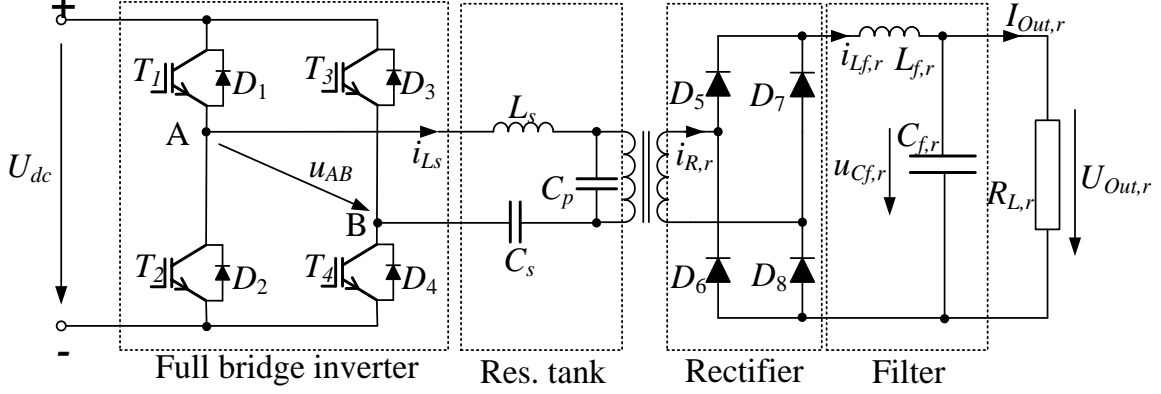 +
T1
D1
T3
D3
A
Udc
uAB
B
T2
D2
T4
D4
-
Full bridge inverter
iLs
Ls
Cp
Cs
Res. tank
iR,r
D5
D7
D6
D8
Rectifier
iLf,r
Lf,r
IOut,r
Cf,r
uCf,r
RL,r
UOut,r
Filter